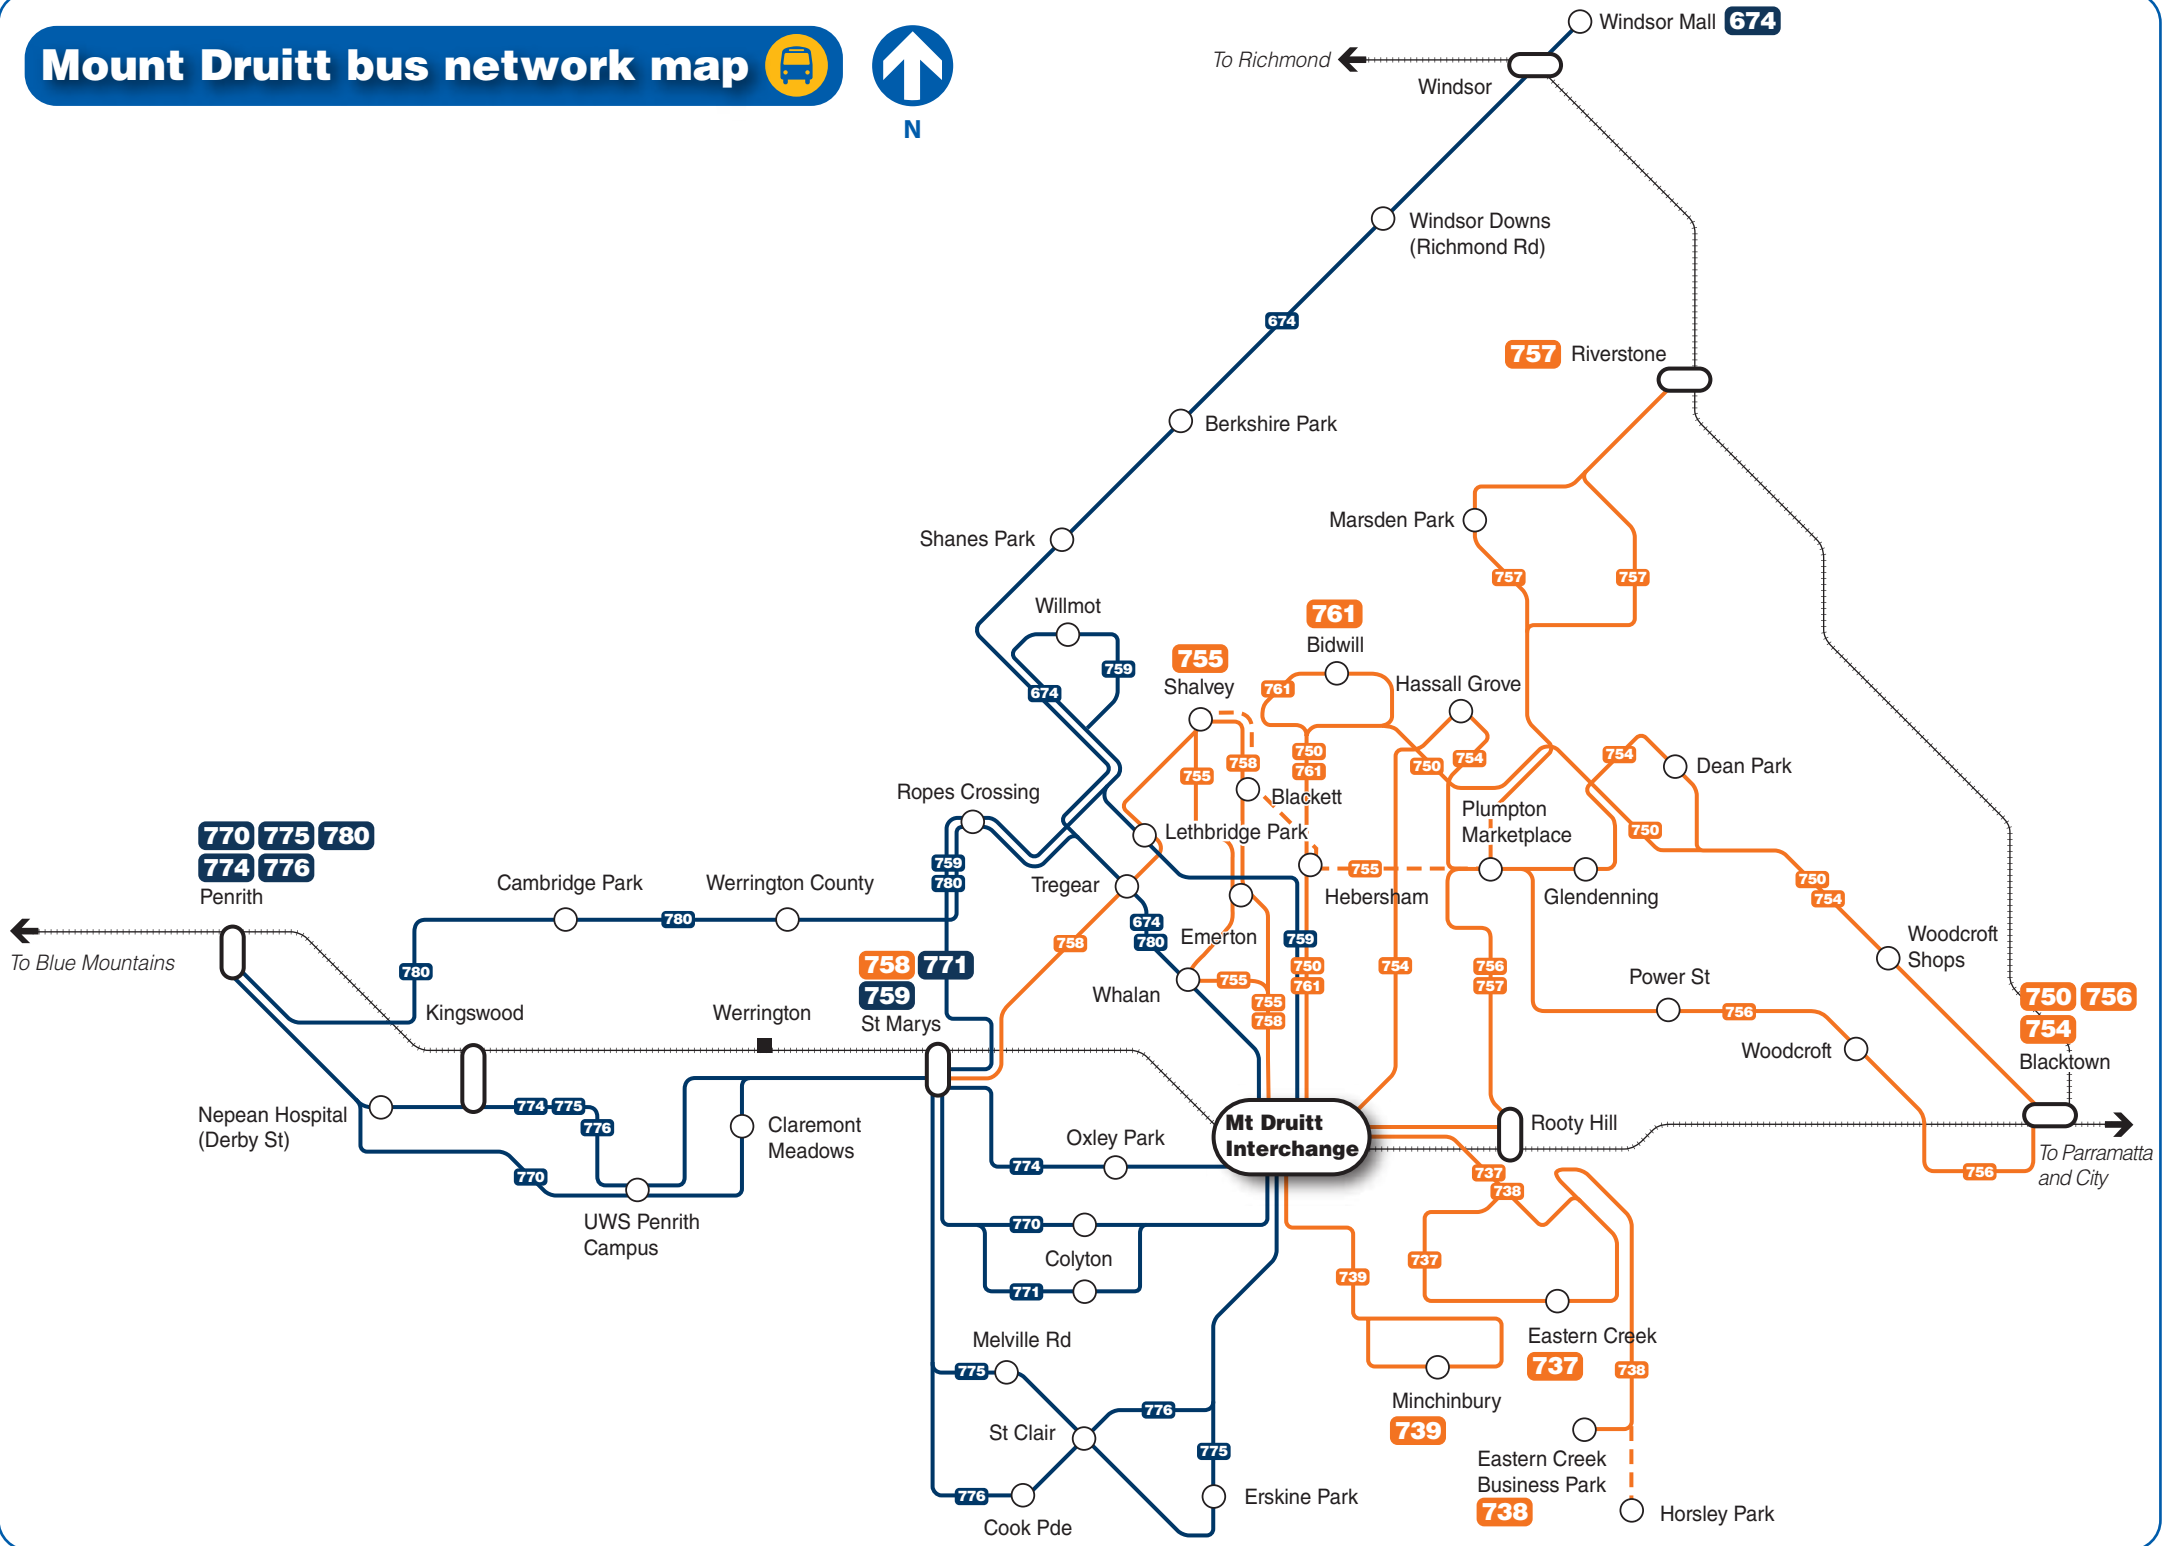 Mount Druitt bus network map
N
Windsor Mall 674
To Richmond
Windsor
Windsor Downs
(Richmond Rd)
674
757 Riverstone
Berkshire Park
Marsden Park
Shanes Park
757
757
Willmot
761
Bidwill
755
Shalvey
759
674
761
Hassall Grove
750
761
758
755
750
754
754
Dean Park
Ropes Crossing
Blackett
Plumpton
Marketplace
770 775 780
774 776
Penrith
Lethbridge Park
750
759
780
Cambridge Park
Werrington County
Tregear
755
Hebersham
Glendenning
750
754
780
674
780
758
Emerton
759
Woodcroft
Shops
To Blue Mountains
780
758 771
759
St Marys
Whalan
755
750
761
754
756
757
Power St
755
758
756
750 756
754
Blacktown
Kingswood
Werrington
Woodcroft
Nepean Hospital
(Derby St)
774 775
776
Claremont
Meadows
Mt Druitt
Interchange
Rooty Hill
Oxley Park
774
770
737
738
756
To Parramatta
and City
UWS Penrith
Campus
770
Colyton
771
739
737
Melville Rd
775
Eastern Creek
737
738
Minchinbury
739
776
St Clair
775
Eastern Creek
Business Park
738
776
Cook Pde
Erskine Park
Horsley Park